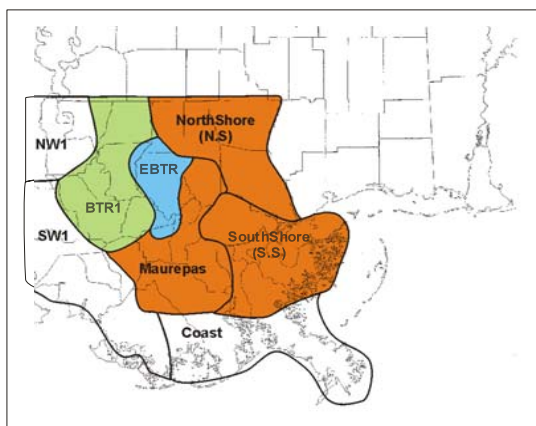 NorthShore
(N.S)
NW1
EBTR
BTR1
SW1
SouthShore
(S.S)
Maurepas
Coast